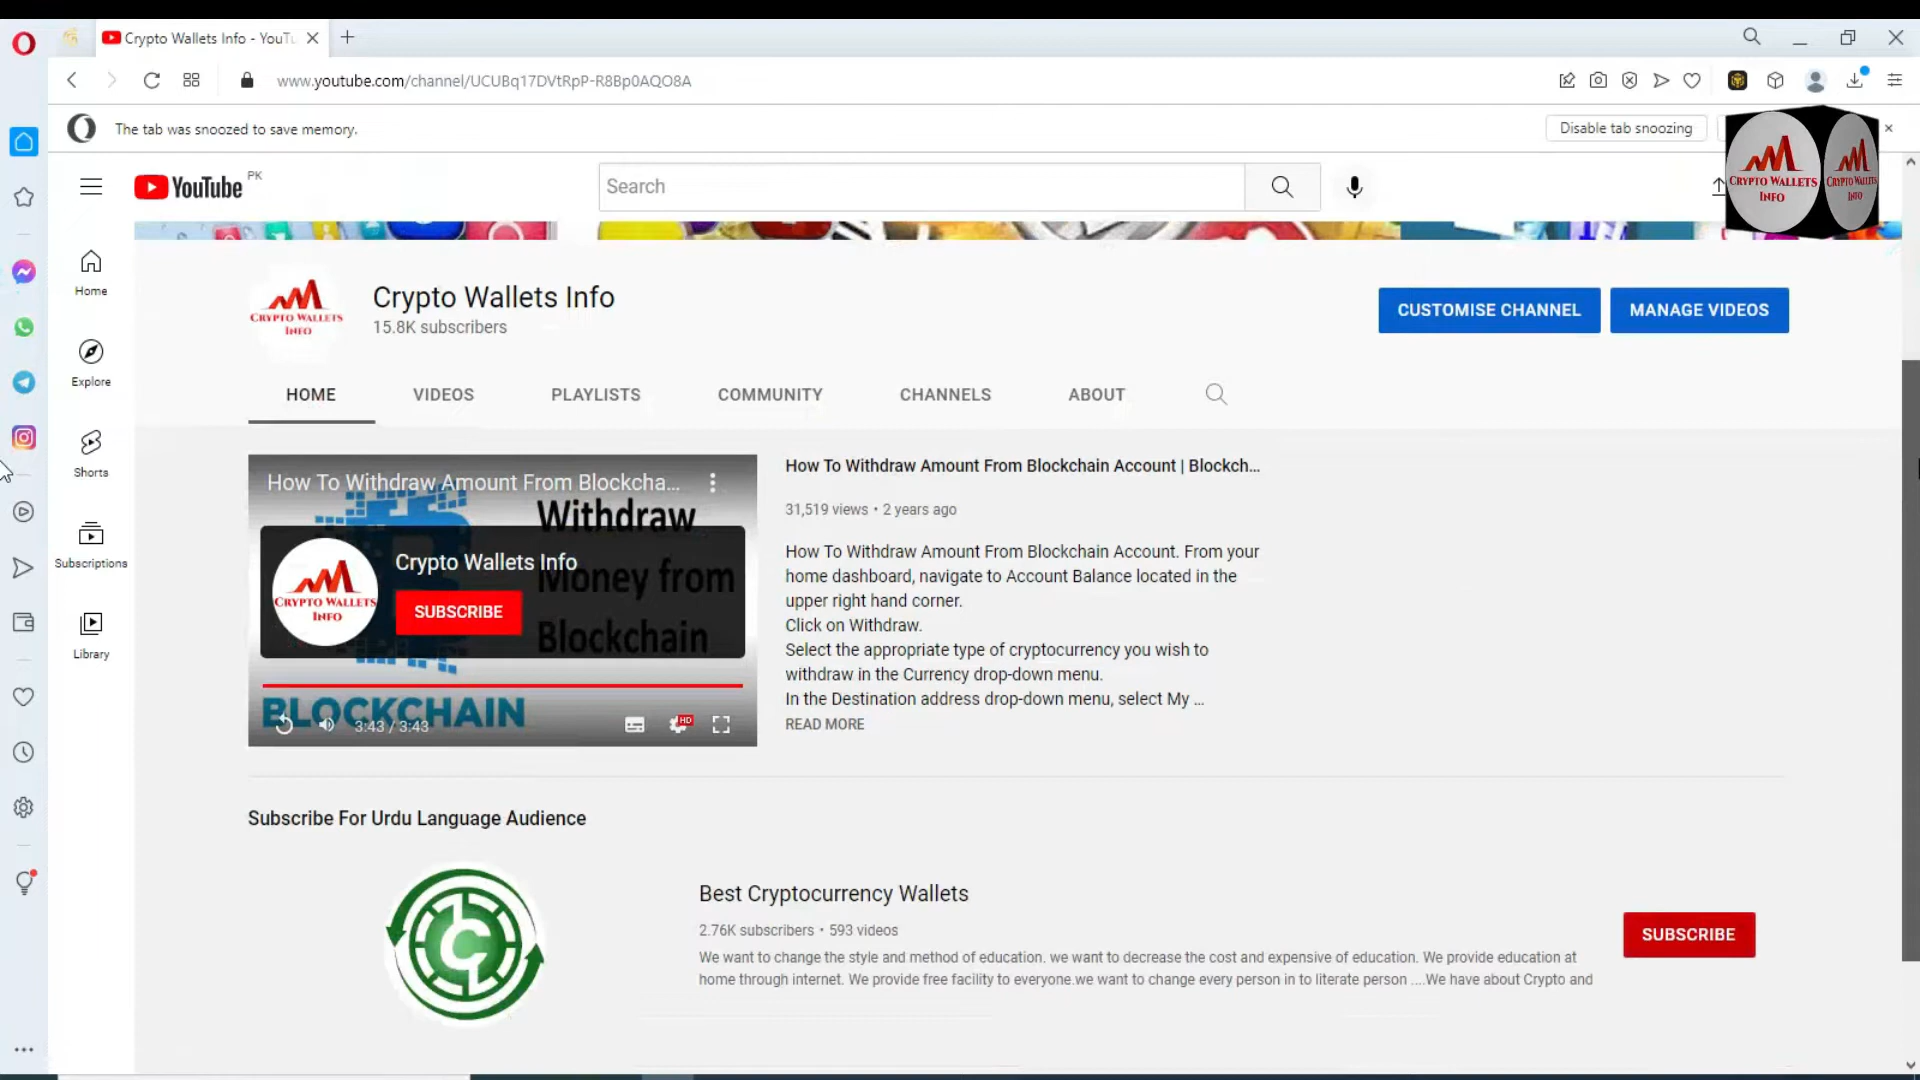 Crypto Wallets Info - YouTu
www.youtube.com/channel/UCUBq17DVtRpP-R8Bp0AQO8A
The tab was snoozed to save memory.
Disable tab snoozing
YouTube PK
Search
CRYPTO WALLETS
INFO
CRYPTO WALLETS
INFO
Home
Explore
Shorts
Subscriptions
Library
CRYPTO WALLETS
INFO
Crypto Wallets Info
15.8K subscribers
CUSTOMISE CHANNEL
MANAGE VIDEOS
HOME
VIDEOS
PLAYLISTS
COMMUNITY
CHANNELS
ABOUT
How To Withdraw Amount From Blockcha...
Withdraw
Money from
Blockchain
CRYPTO WALLETS
INFO
Crypto Wallets Info
SUBSCRIBE
BLOCKCHAIN
3:43 / 3:43
HD
How To Withdraw Amount From Blockchain Account | Blockch...
31,519 views • 2 years ago
How To Withdraw Amount From Blockchain Account. From your
home dashboard, navigate to Account Balance located in the
upper right hand corner.
Click on Withdraw.
Select the appropriate type of cryptocurrency you wish to
withdraw in the Currency drop-down menu.
In the Destination address drop-down menu, select My ...
READ MORE
Subscribe For Urdu Language Audience
Best Cryptocurrency Wallets
2.76K subscribers • 593 videos
We want to change the style and method of education. we want to decrease the cost and expensive of education. We provide education at
home through internet. We provide free facility to everyone.we want to change every person in to literate person ....We have about Crypto and
SUBSCRIBE